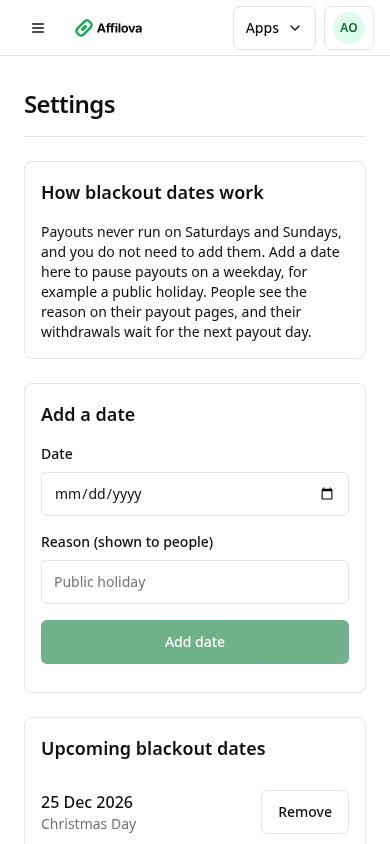 Affilova
Apps
AO
Settings
How blackout dates work
Payouts never run on Saturdays and Sundays,
and you do not need to add them. Add a date
here to pause payouts on a weekday, for
example a public holiday. People see the
reason on their payout pages, and their
withdrawals wait for the next payout day.
Add a date
Date
mm/dd/yyyy
Reason (shown to people)
Public holiday
Add date
Upcoming blackout dates
25 Dec 2026
Remove
Christmas Day